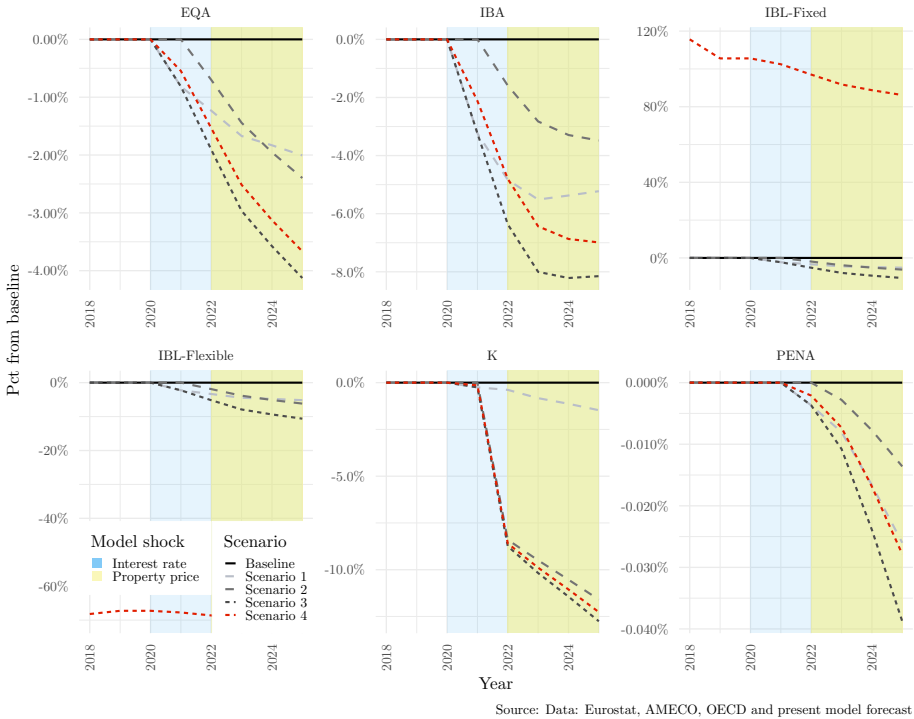 EQA
IBA
IBL-Fixed
0.00%
-1.00%
-2.00%
-3.00%
-4.00%
0.0%
-2.0%
-4.0%
-6.0%
-8.0%
120%
80%
40%
0%
2018
2020
2022
2024
2018
2020
2022
2024
2018
2020
2022
2024
Pct from baseline
IBL-Flexible
K
PENA
0%
-20%
-40%
-60%
0.0%
-5.0%
-10.0%
0.000%
-0.010%
-0.020%
-0.030%
-0.040%
Model shock
Interest rate
Property price
Scenario
Baseline
Scenario 1
Scenario 2
Scenario 3
Scenario 4
2018
2020
2022
2024
2018
2020
2022
2024
2018
2020
2022
2024
Year
Source: Data: Eurostat, AMECO, OECD and present model forecast